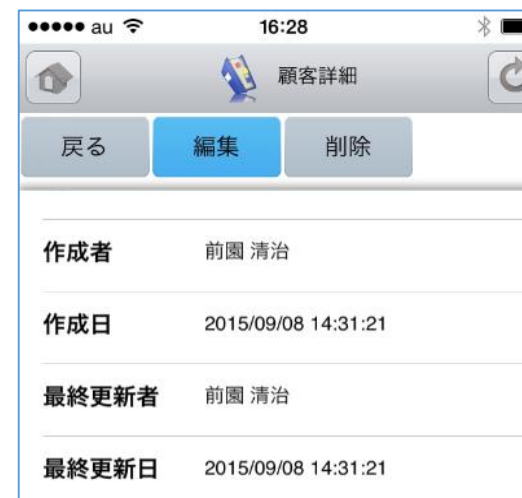 au 16:28
顧客詳細
戻る 編集 削除
作成者 前園 清治
作成日 2015/09/08 14:31:21
最終更新者 前園 清治
最終更新日 2015/09/08 14:31:21